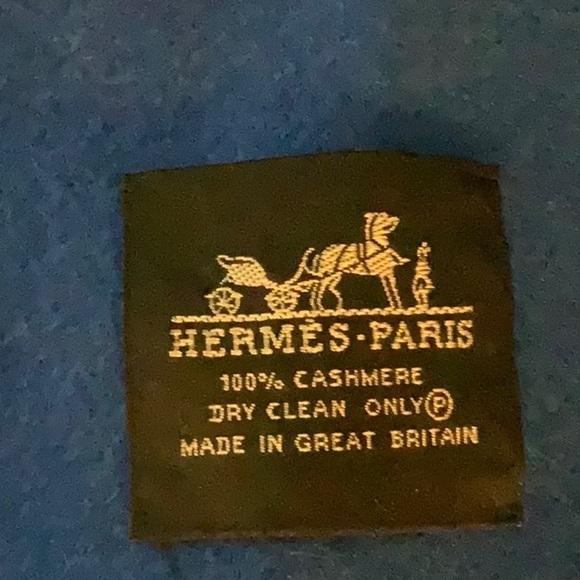 HERMÈS-PARIS
100% CASHMERE
DRY CLEAN ONLY Ⓟ
MADE IN GREAT BRITAIN